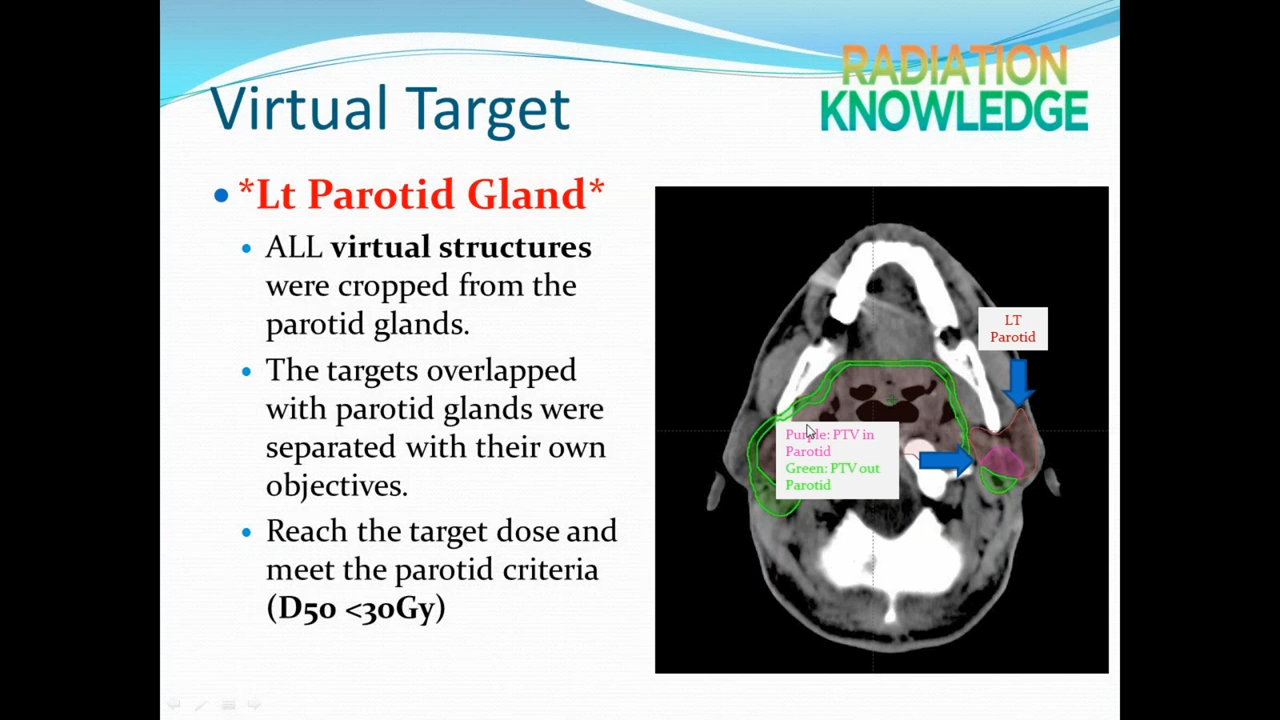 RADIATION
KNOWLEDGE
Virtual Target
*Lt Parotid Gland*
ALL virtual structures
were cropped from the
parotid glands.
The targets overlapped
with parotid glands were
separated with their own
objectives.
Reach the target dose and
meet the parotid criteria
(D50 <30Gy)
LT
Parotid
Purple: PTV in
Parotid
Green: PTV out
Parotid